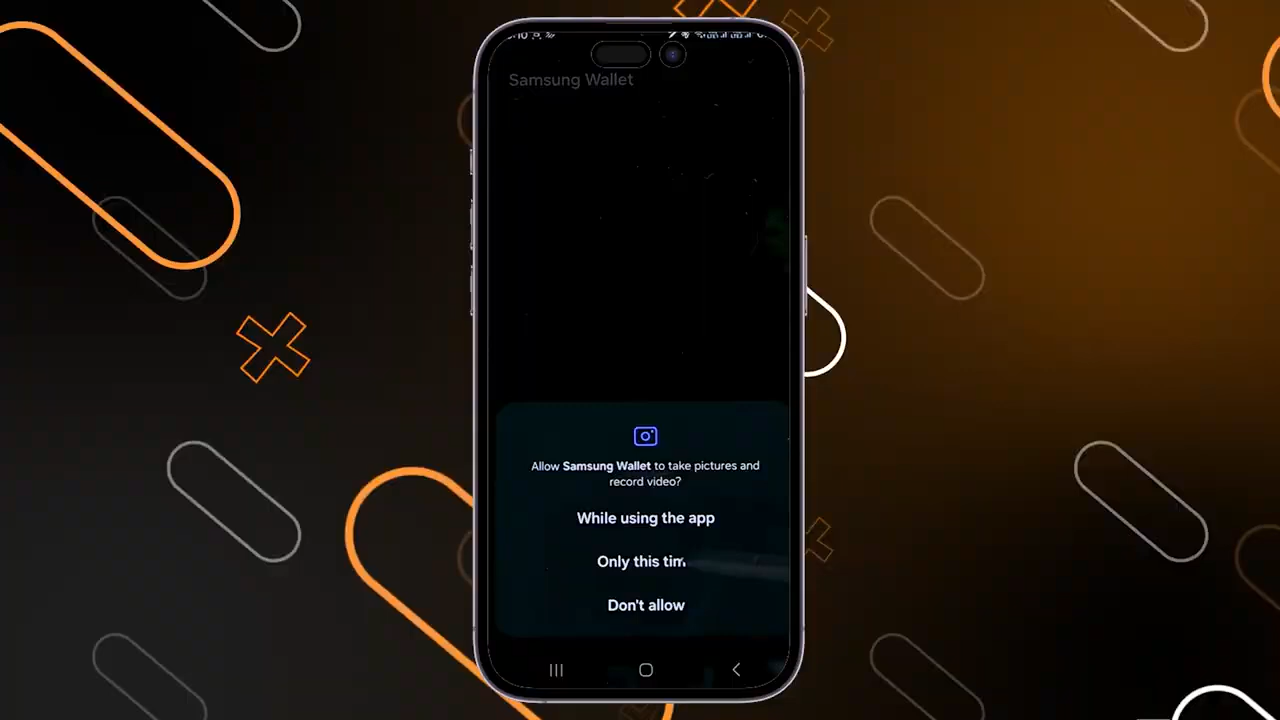 Samsung Wallet
Allow Samsung Wallet to take pictures and
record video?
While using the app
Only this tim
Don't allow